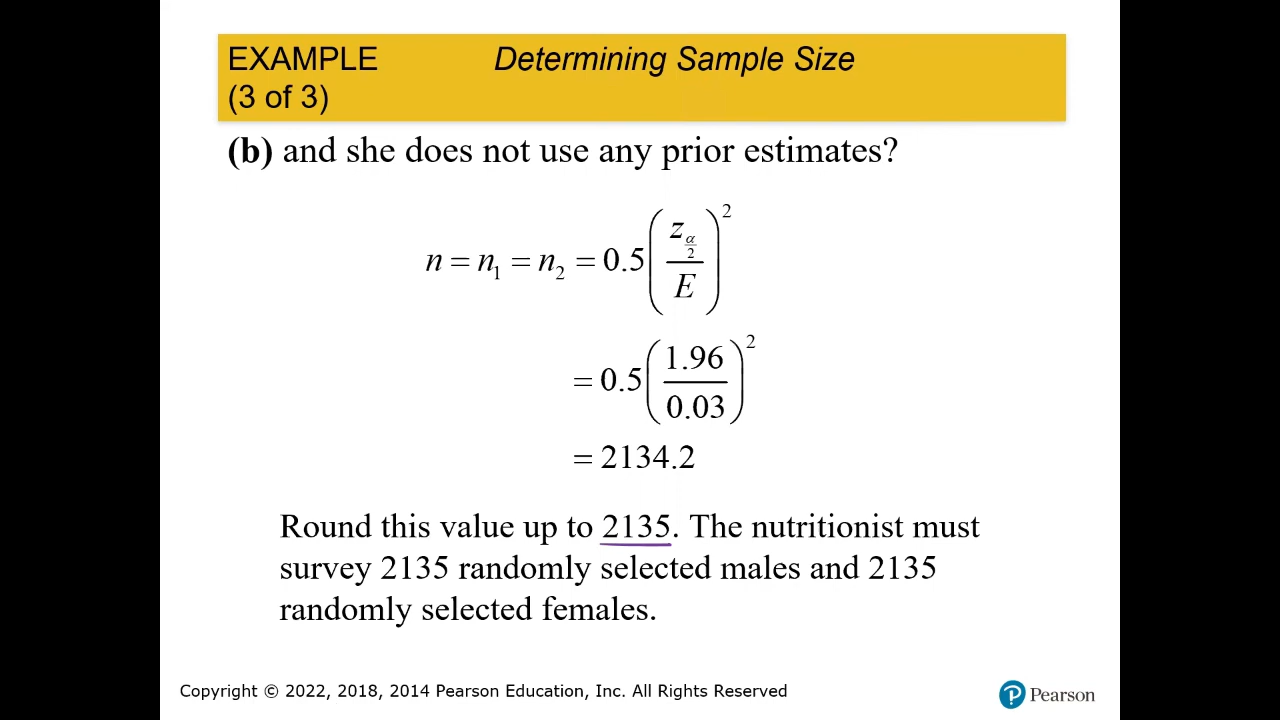 EXAMPLE Determining Sample Size
(3 of 3)
(b) and she does not use any prior estimates?
n = n₁ = n₂ = 0.5(z_{α/2}/E)²
= 0.5(1.96/0.03)²
= 2134.2
Round this value up to 2135. The nutritionist must
survey 2135 randomly selected males and 2135
randomly selected females.
Copyright © 2022, 2018, 2014 Pearson Education, Inc. All Rights Reserved
P Pearson